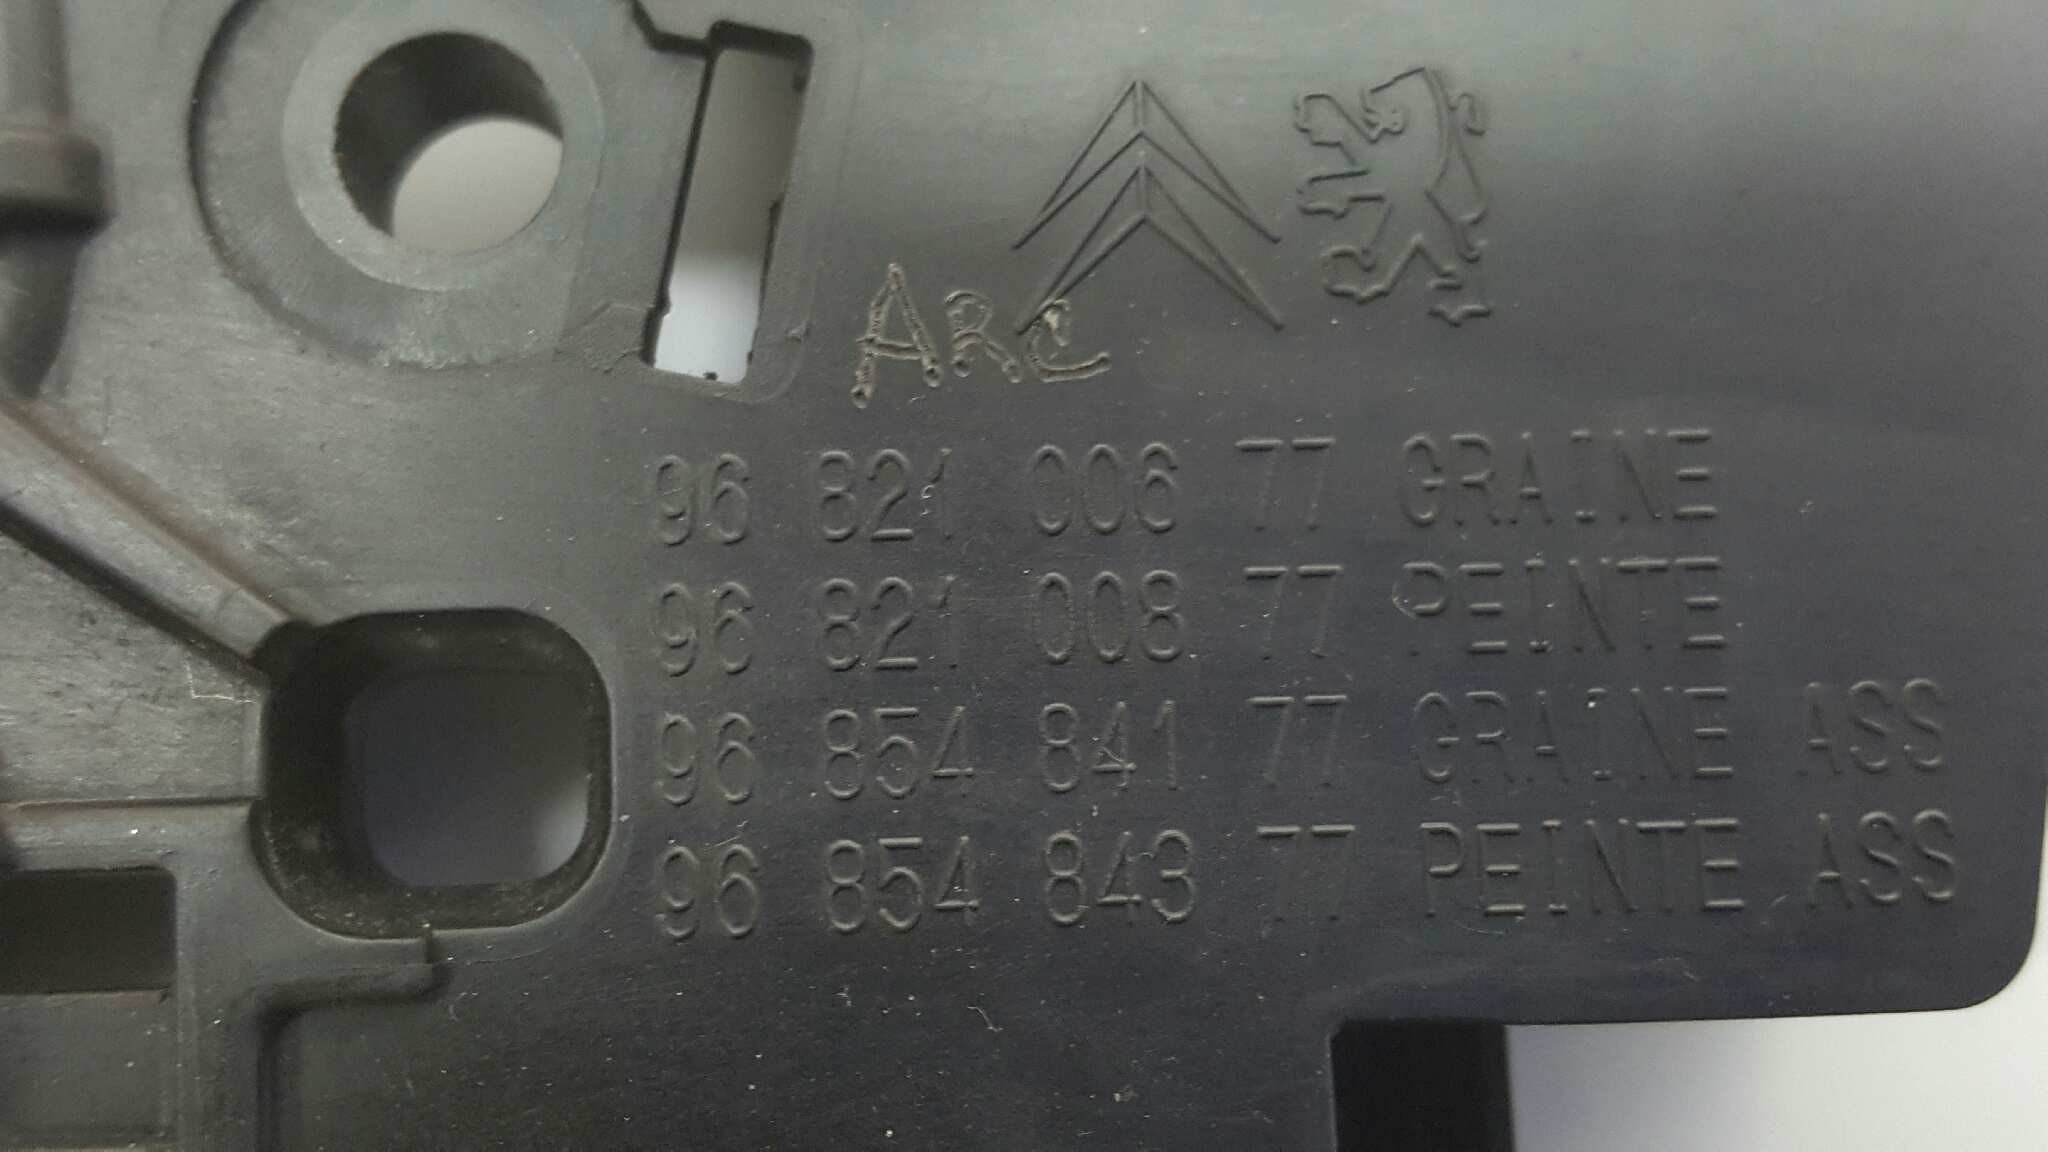 ARC
96 821 006 77 GRAINE
96 821 008 77 PEINTE
96 854 841 77 GRAINE ASS
96 854 843 77 PEINTE ASS